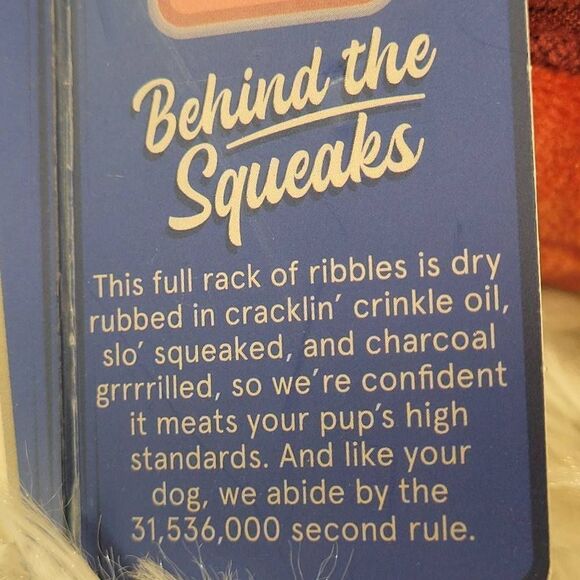 Behind the
Squeaks
This full rack of ribbles is dry
rubbed in cracklin' crinkle oil,
slo' squeaked, and charcoal
grrrrilled, so we're confident
it meats your pup's high
standards. And like your
dog, we abide by the
31,536,000 second rule.